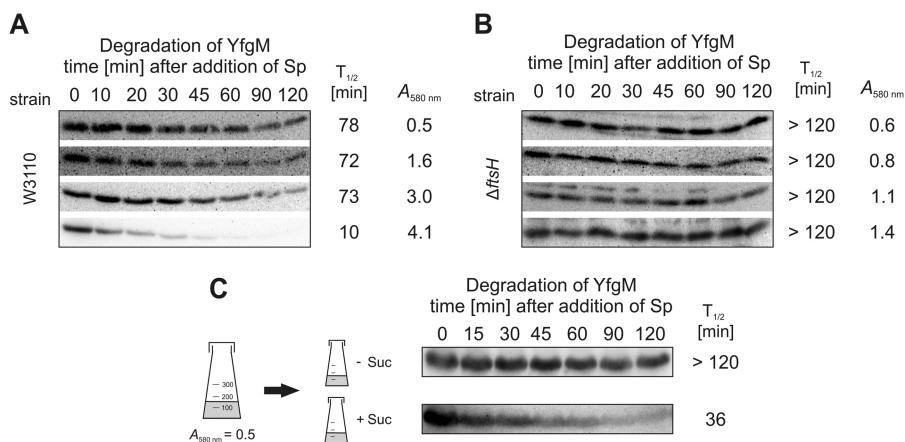 A
Degradation of YfgM
time [min] after addition of Sp
strain 0 10 20 30 45 60 90 120 T1/2 [min] A580 nm
W3110
78 0.5
72 1.6
73 3.0
10 4.1
B
Degradation of YfgM
time [min] after addition of Sp
strain 0 10 20 30 45 60 90 120 T1/2 [min] A580 nm
ΔftsH
> 120 0.6
> 120 0.8
> 120 1.1
> 120 1.4
C
Degradation of YfgM
time [min] after addition of Sp
0 15 30 45 60 90 120 T1/2 [min]
300
200
100
A580 nm = 0.5
- Suc > 120
+ Suc 36